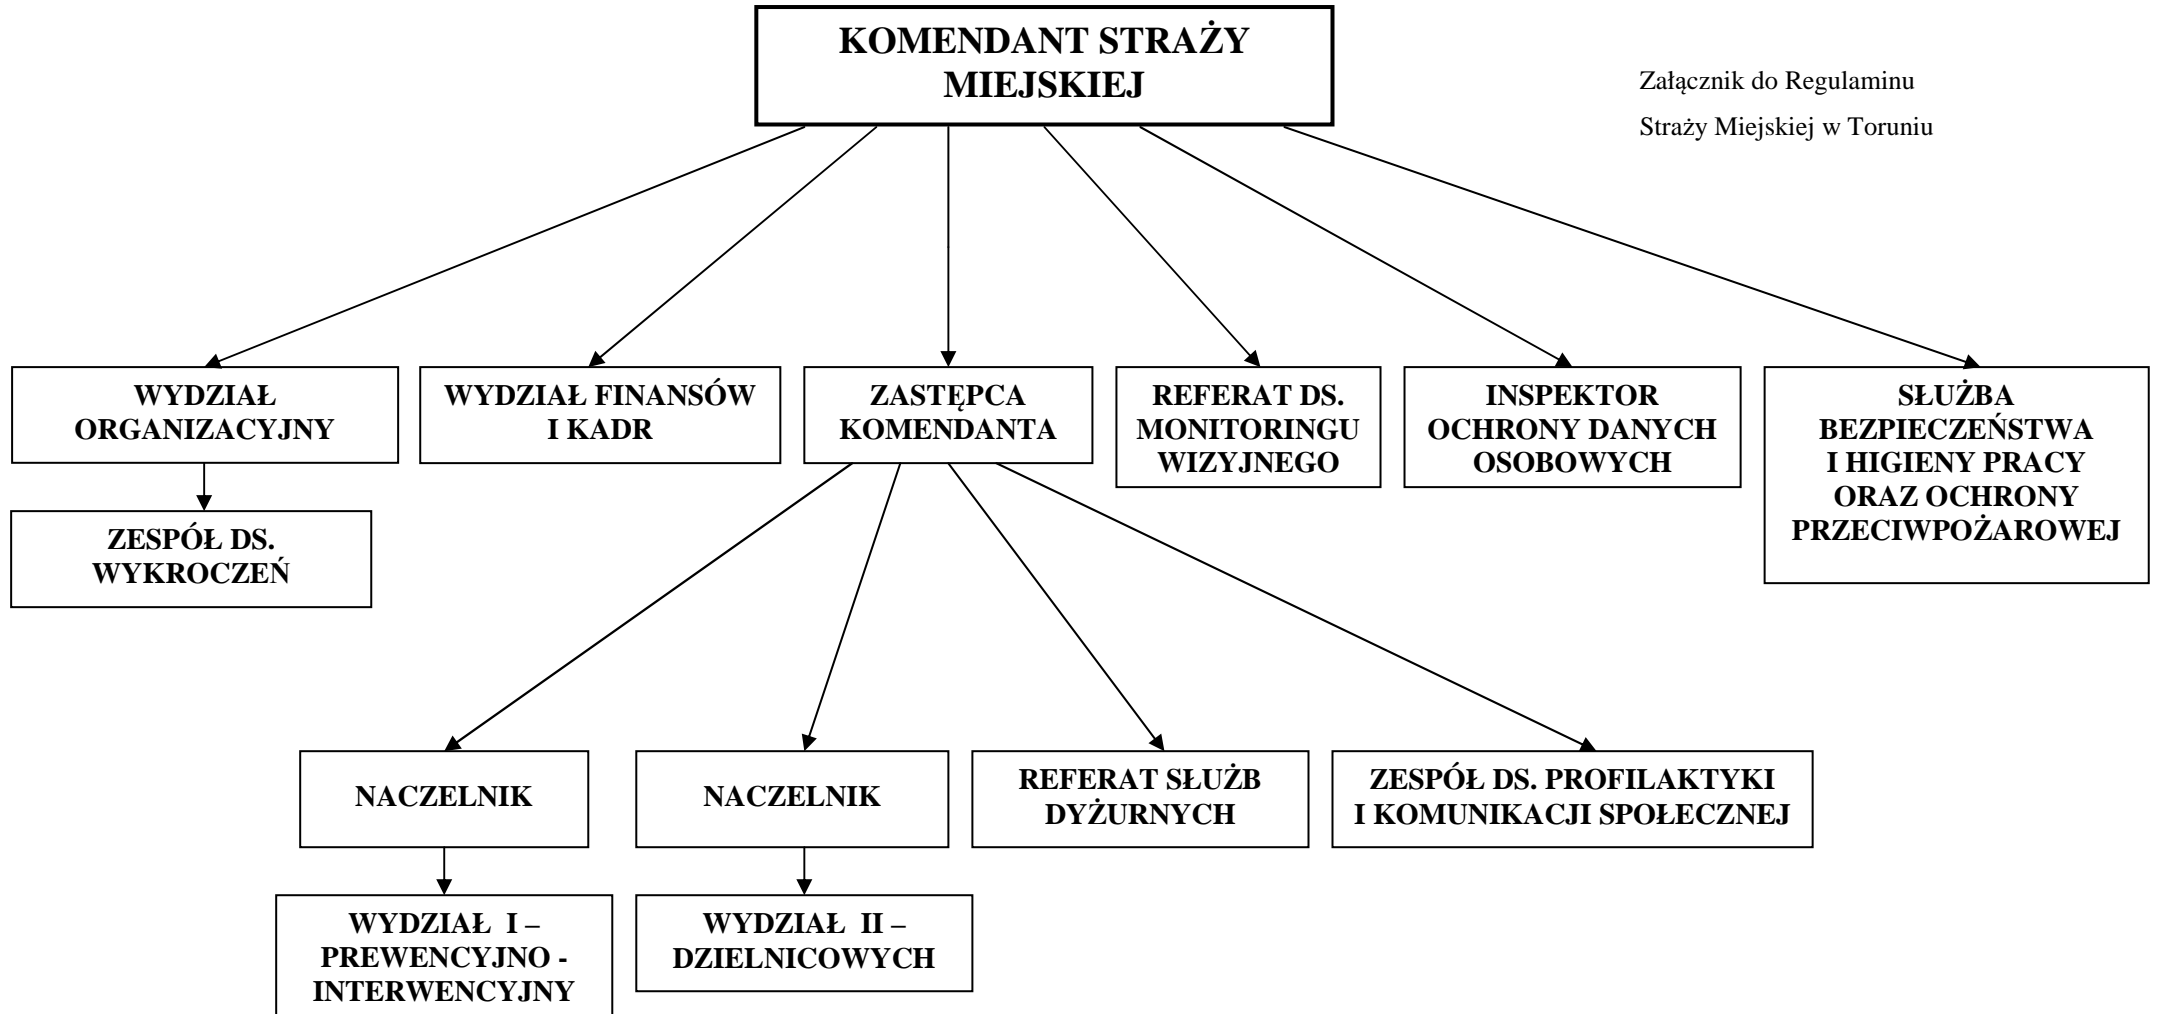 KOMENDANT STRAŻY
MIEJSKIEJ
Załącznik do Regulaminu
Straży Miejskiej w Toruniu
WYDZIAŁ
ORGANIZACYJNY
WYDZIAŁ FINANSÓW
I KADR
ZASTĘPCA
KOMENDANTA
REFERAT DS.
MONITORINGU
WIZYJNEGO
INSPEKTOR
OCHRONY DANYCH
OSOBOWYCH
SŁUŻBA
BEZPIECZEŃSTWA
I HIGIENY PRACY
ORAZ OCHRONY
PRZECIWPOŻAROWEJ
ZESPÓŁ DS.
WYKROCZEŃ
NACZELNIK
NACZELNIK
REFERAT SŁUŻB
DYŻURNYCH
ZESPÓŁ DS. PROFILAKTYKI
I KOMUNIKACJI SPOŁECZNEJ
WYDZIAŁ I –
PREWENCYJNO -
INTERWENCYJNY
WYDZIAŁ II –
DZIELNICOWYCH